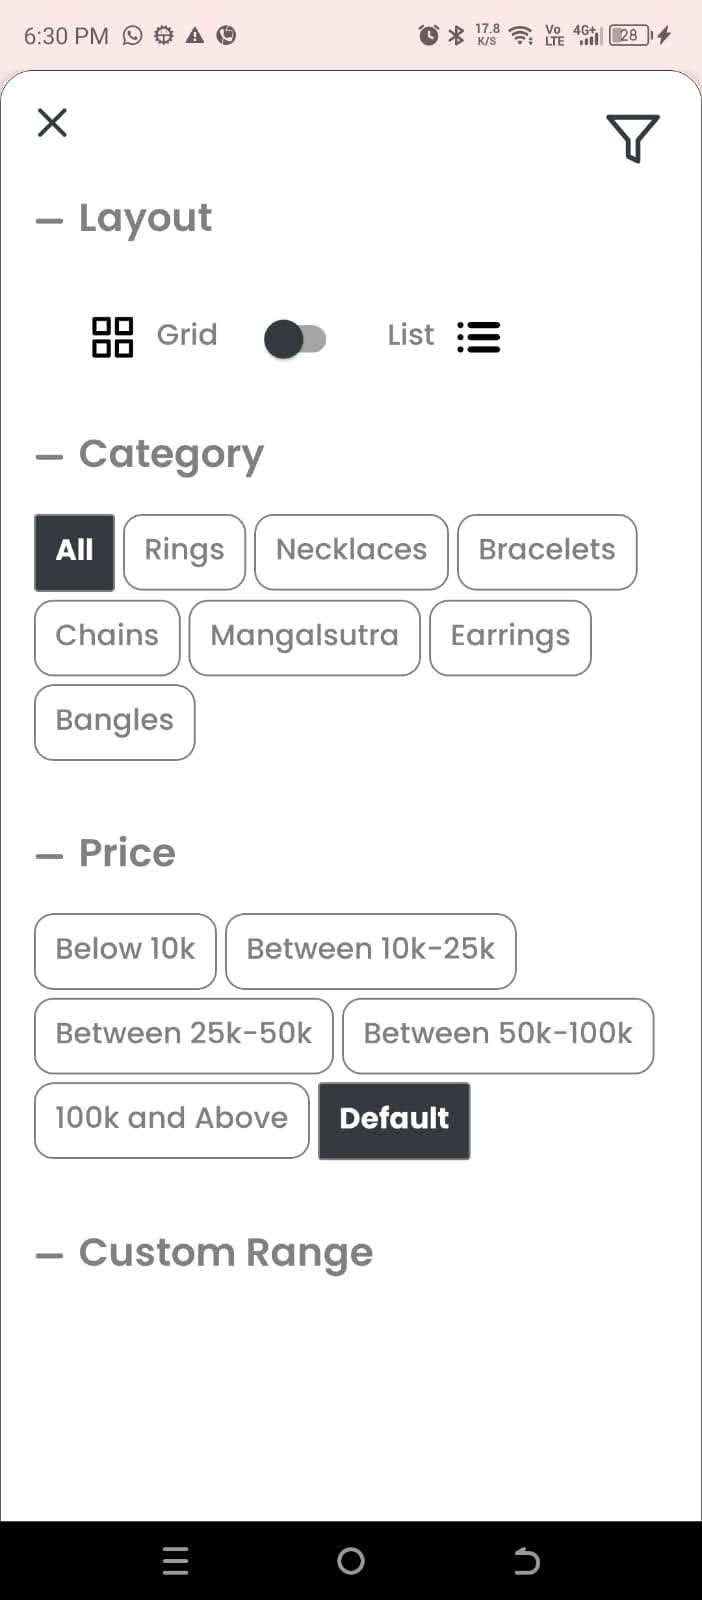 6:30 PM 17.8 K/S Vo LTE 4G+ 28
Layout
Grid List
Category
All Rings Necklaces Bracelets
Chains Mangalsutra Earrings
Bangles
Price
Below 10k Between 10k-25k
Between 25k-50k Between 50k-100k
100k and Above Default
Custom Range